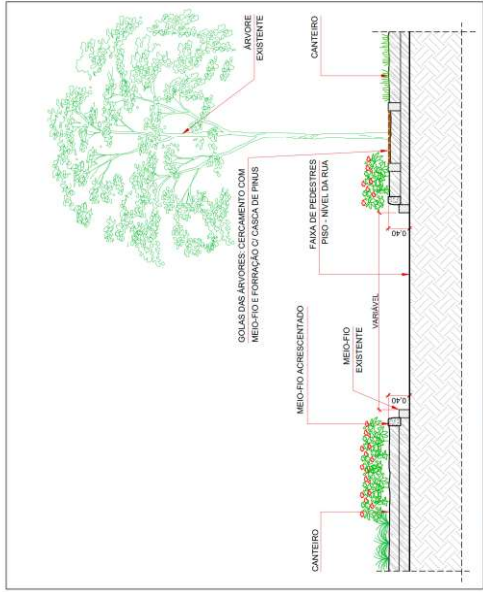 ÁRVORE
EXISTENTE
CANTEIRO
GOLAS DAS ÁRVORES: CERCAMENTO COM
MEIO-FIO E FORRAÇÃO C/ CASCA DE PINUS
FAIXA DE PEDESTRES
PISO - NÍVEL DA RUA
0,40
VARIÁVEL
MEIO-FIO ACRESCENTADO
MEIO-FIO
EXISTENTE
0,40
CANTEIRO